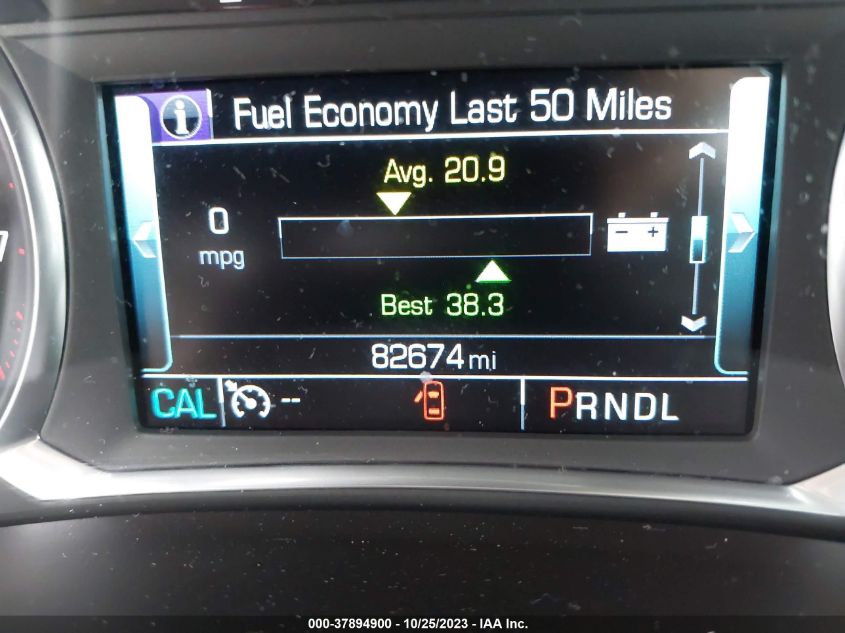 Fuel Economy Last 50 Miles
Avg. 20.9
0
mpg
Best 38.3
82674 mi
CAL -- PRNDL
7
000-37894900 - 10/25/2023 - IAA Inc.